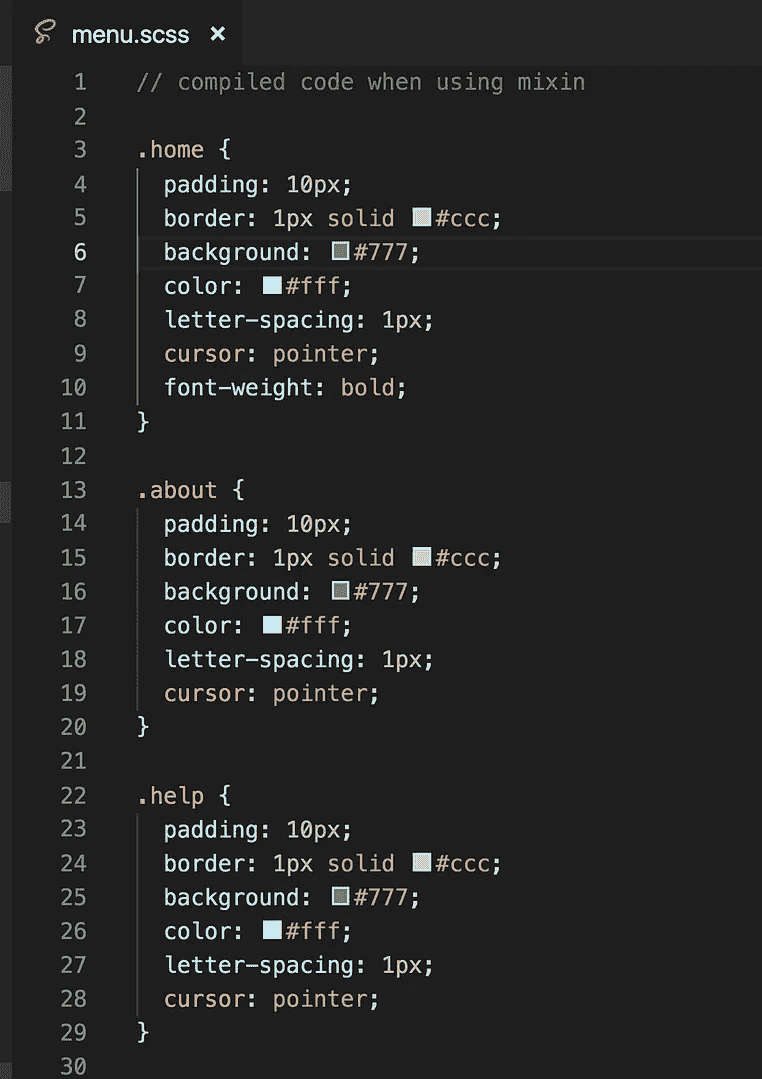 menu.scss ×
1 // compiled code when using mixin
2
3 .home {
4   padding: 10px;
5   border: 1px solid #ccc;
6   background: #777;
7   color: #fff;
8   letter-spacing: 1px;
9   cursor: pointer;
10   font-weight: bold;
11 }
12
13 .about {
14   padding: 10px;
15   border: 1px solid #ccc;
16   background: #777;
17   color: #fff;
18   letter-spacing: 1px;
19   cursor: pointer;
20 }
21
22 .help {
23   padding: 10px;
24   border: 1px solid #ccc;
25   background: #777;
26   color: #fff;
27   letter-spacing: 1px;
28   cursor: pointer;
29 }
30